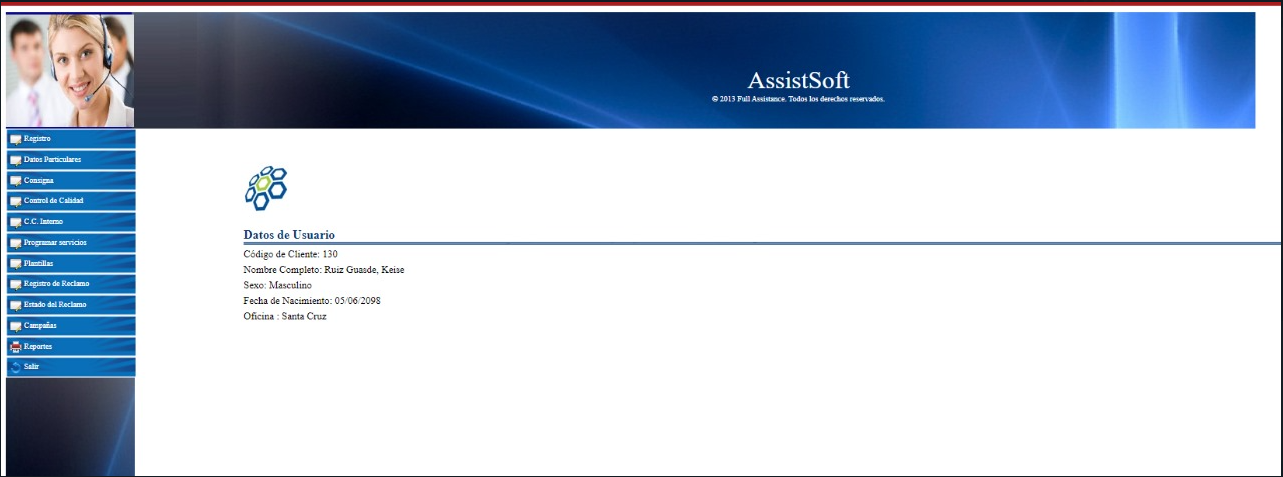 AssistSoft
© 2013 Full Assistance. Todos los derechos reservados.
Registro
Datos Particulares
Consigna
Control de Calidad
C.C. Interno
Programar servicios
Plantillas
Registro de Reclamo
Estado del Reclamo
Campañas
Reportes
Salir
Datos de Usuario
Código de Cliente: 130
Nombre Completo: Ruiz Guasde, Keise
Sexo: Masculino
Fecha de Nacimiento: 05/06/2098
Oficina : Santa Cruz